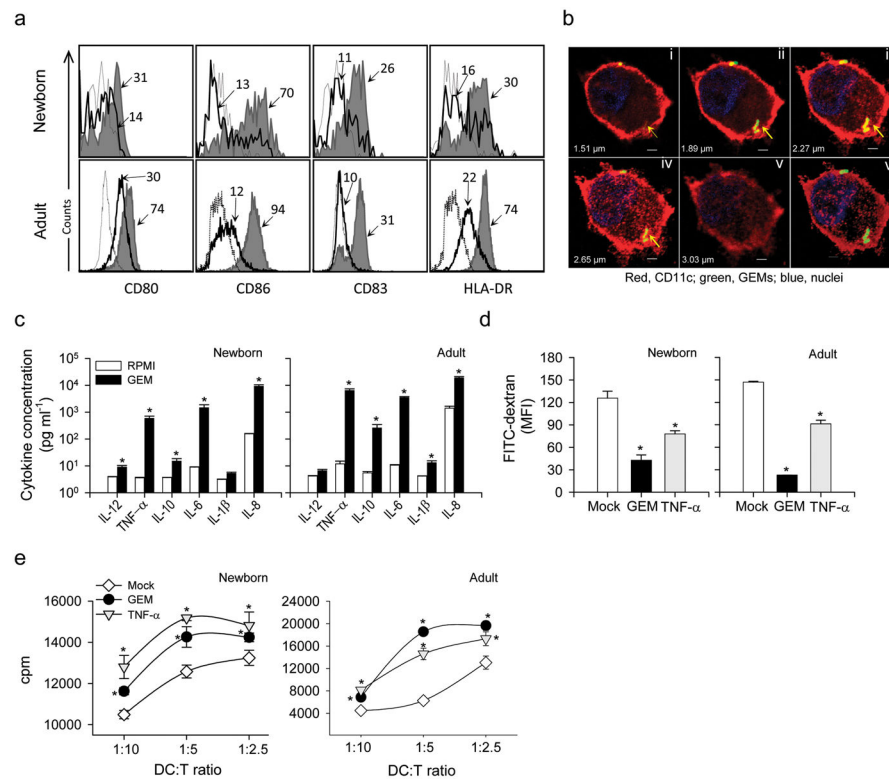 a
Newborn
Adult
Counts
31
14
13
70
11
26
16
30
30
74
12
94
10
31
22
74
CD80
CD86
CD83
HLA-DR
b
i
ii
i
1.51 µm
1.89 µm
2.27 µm
iv
v
v
2.65 µm
3.03 µm
Red, CD11c; green, GEMs; blue, nuclei
c
Cytokine concentration
(pg ml⁻¹)
10⁵
10⁴
10³
10²
10¹
10⁰
RPMI
GEM
Newborn
Adult
* * * * *
* * * * *
IL-12
TNF-α
IL-10
IL-6
IL-1β
IL-8
IL-12
TNF-α
IL-10
IL-6
IL-1β
IL-8
d
FITC-dextran
(MFI)
180
150
120
90
60
30
0
Newborn
Adult
* *
* *
Mock GEM TNF-α
Mock GEM TNF-α
e
Mock
GEM
TNF-α
Newborn
Adult
cpm
16000
14000
12000
10000
* * * * * *
1:10 1:5 1:2.5
DC:T ratio
24000
20000
16000
12000
8000
4000
* * * * * *
1:10 1:5 1:2.5
DC:T ratio